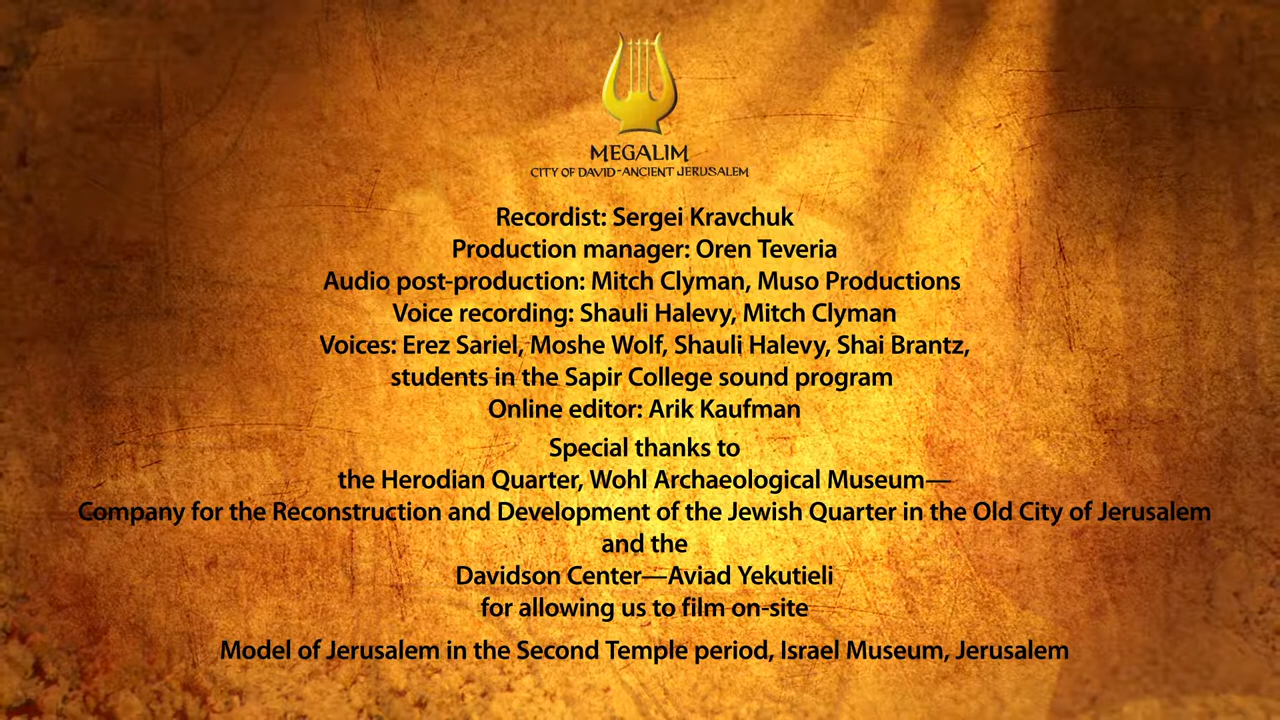 MEGALIM
CITY OF DAVID-ANCIENT JERUSALEM
Recordist: Sergei Kravchuk
Production manager: Oren Teveria
Audio post-production: Mitch Clyman, Muso Productions
Voice recording: Shauli Halevy, Mitch Clyman
Voices: Erez Sariel, Moshe Wolf, Shauli Halevy, Shai Brantz,
students in the Sapir College sound program
Online editor: Arik Kaufman
Special thanks to
the Herodian Quarter, Wohl Archaeological Museum—
Company for the Reconstruction and Development of the Jewish Quarter in the Old City of Jerusalem
and the
Davidson Center—Aviad Yekutieli
for allowing us to film on-site
Model of Jerusalem in the Second Temple period, Israel Museum, Jerusalem